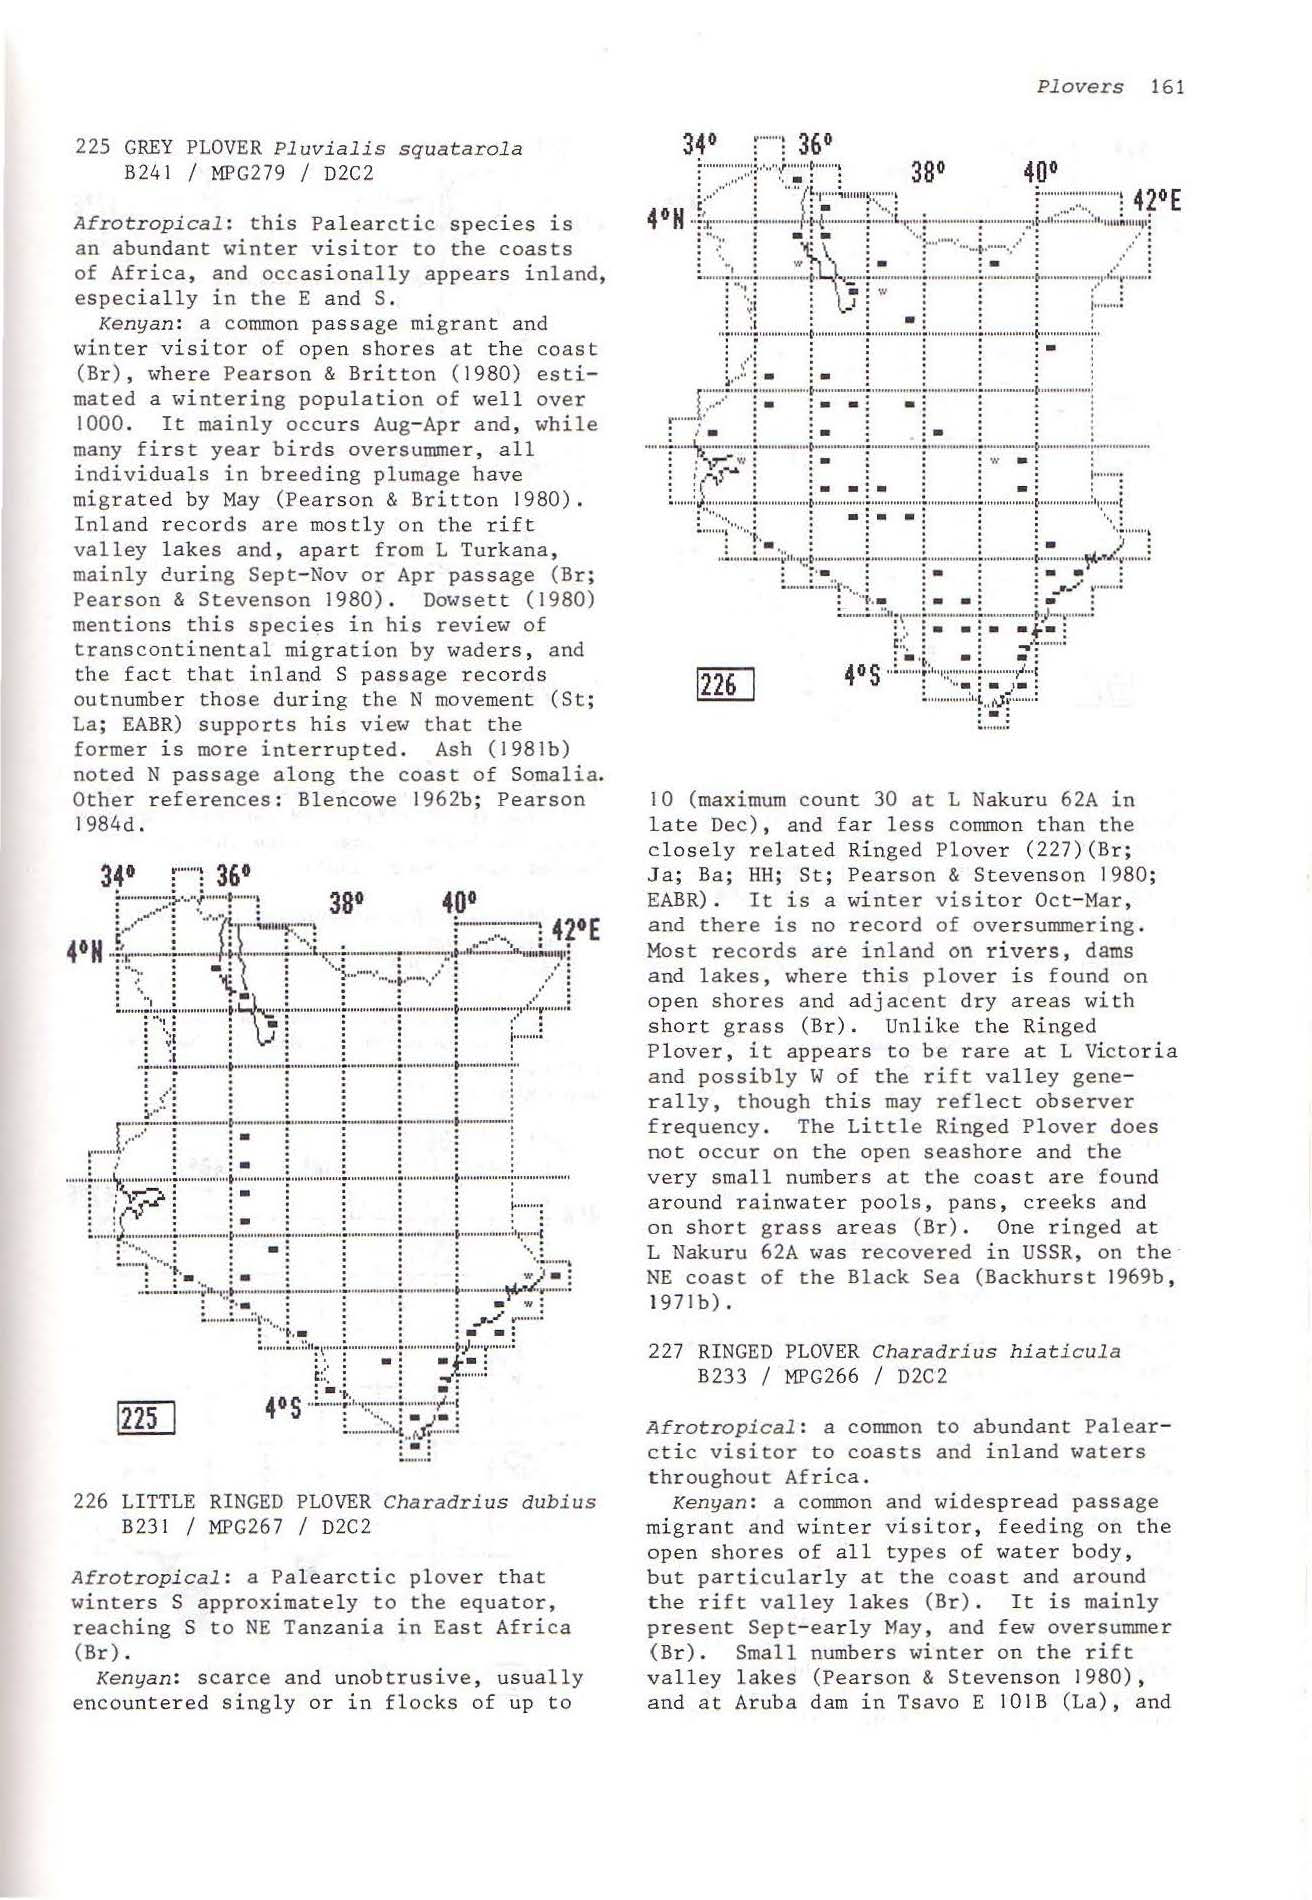 Plovers 161
225 GREY PLOVER Pluvialis squatarola
B241 / MPG279 / D2C2
Afrotropical: this Palearctic species is
an abundant winter visitor to the coasts
of Africa, and occasionally appears inland,
especially in the E and S.
Kenyan: a common passage migrant and
winter visitor of open shores at the coast
(Br), where Pearson & Britton (1980) esti-
mated a wintering population of well over
1000. It mainly occurs Aug-Apr and, while
many first year birds oversummer, all
individuals in breeding plumage have
migrated by May (Pearson & Britton 1980).
Inland records are mostly on the rift
valley lakes and, apart from L Turkana,
mainly during Sept-Nov or Apr passage (Br;
Pearson & Stevenson 1980). Dowsett (1980)
mentions this species in his review of
transcontinental migration by waders, and
the fact that inland S passage records
outnumber those during the N movement (St;
La; EABR) supports his view that the
former is more interrupted. Ash (1981b)
noted N passage along the coast of Somalia.
Other references: Blencowe 1962b; Pearson
1984d.
34° 36°
38° 40°
42°E
4°N
W
W
4°S
225
226 LITTLE RINGED PLOVER Charadrius dubius
B231 / MPG267 / D2C2
Afrotropical: a Palearctic plover that
winters S approximately to the equator,
reaching S to NE Tanzania in East Africa
(Br).
Kenyan: scarce and unobtrusive, usually
encountered singly or in flocks of up to
34° 36°
38° 40°
42°E
4°N
W
W
W
W
4°S
226
10 (maximum count 30 at L Nakuru 62A in
late Dec), and far less common than the
closely related Ringed Plover (227)(Br;
Ja; Ba; HH; St; Pearson & Stevenson 1980;
EABR). It is a winter visitor Oct-Mar,
and there is no record of oversummering.
Most records are inland on rivers, dams
and lakes, where this plover is found on
open shores and adjacent dry areas with
short grass (Br). Unlike the Ringed
Plover, it appears to be rare at L Victoria
and possibly W of the rift valley gene-
rally, though this may reflect observer
frequency. The Little Ringed Plover does
not occur on the open seashore and the
very small numbers at the coast are found
around rainwater pools, pans, creeks and
on short grass areas (Br). One ringed at
L Nakuru 62A was recovered in USSR, on the
NE coast of the Black Sea (Backhurst 1969b,
1971b).
227 RINGED PLOVER Charadrius hiaticula
B233 / MPG266 / D2C2
Afrotropical: a common to abundant Palear-
ctic visitor to coasts and inland waters
throughout Africa.
Kenyan: a common and widespread passage
migrant and winter visitor, feeding on the
open shores of all types of water body,
but particularly at the coast and around
the rift valley lakes (Br). It is mainly
present Sept-early May, and few oversummer
(Br). Small numbers winter on the rift
valley lakes (Pearson & Stevenson 1980),
and at Aruba dam in Tsavo E 101B (La), and